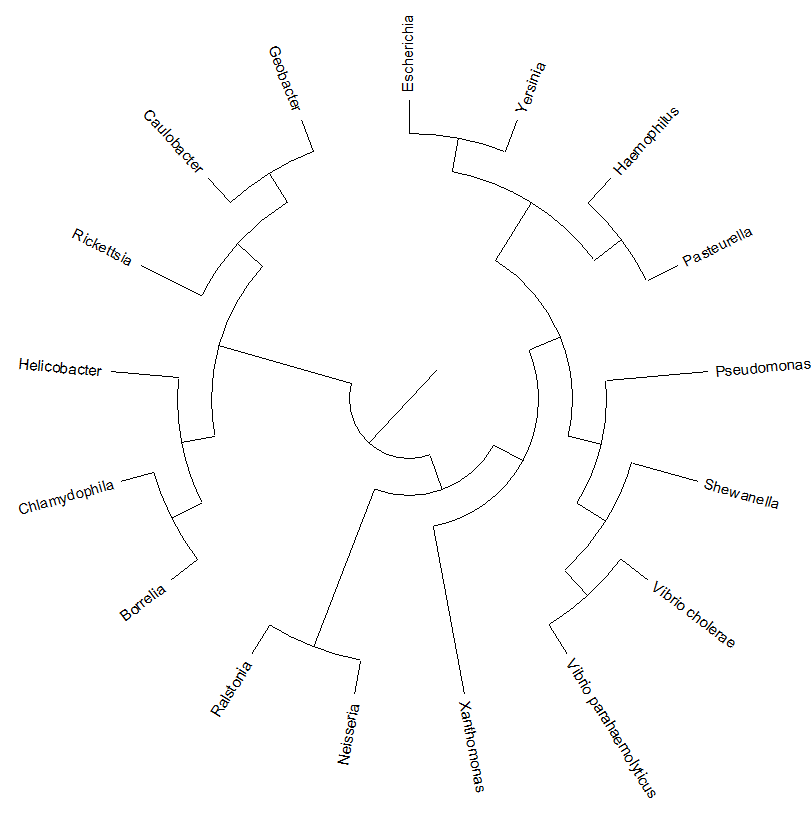 Escherichia
Yersinia
Haemophilus
Pasteurella
Pseudomonas
Shewanella
Vibrio cholerae
Vibrio parahaemolyticus
Xanthomonas
Neisseria
Ralstonia
Borrelia
Chlamydophila
Helicobacter
Rickettsia
Caulobacter
Geobacter